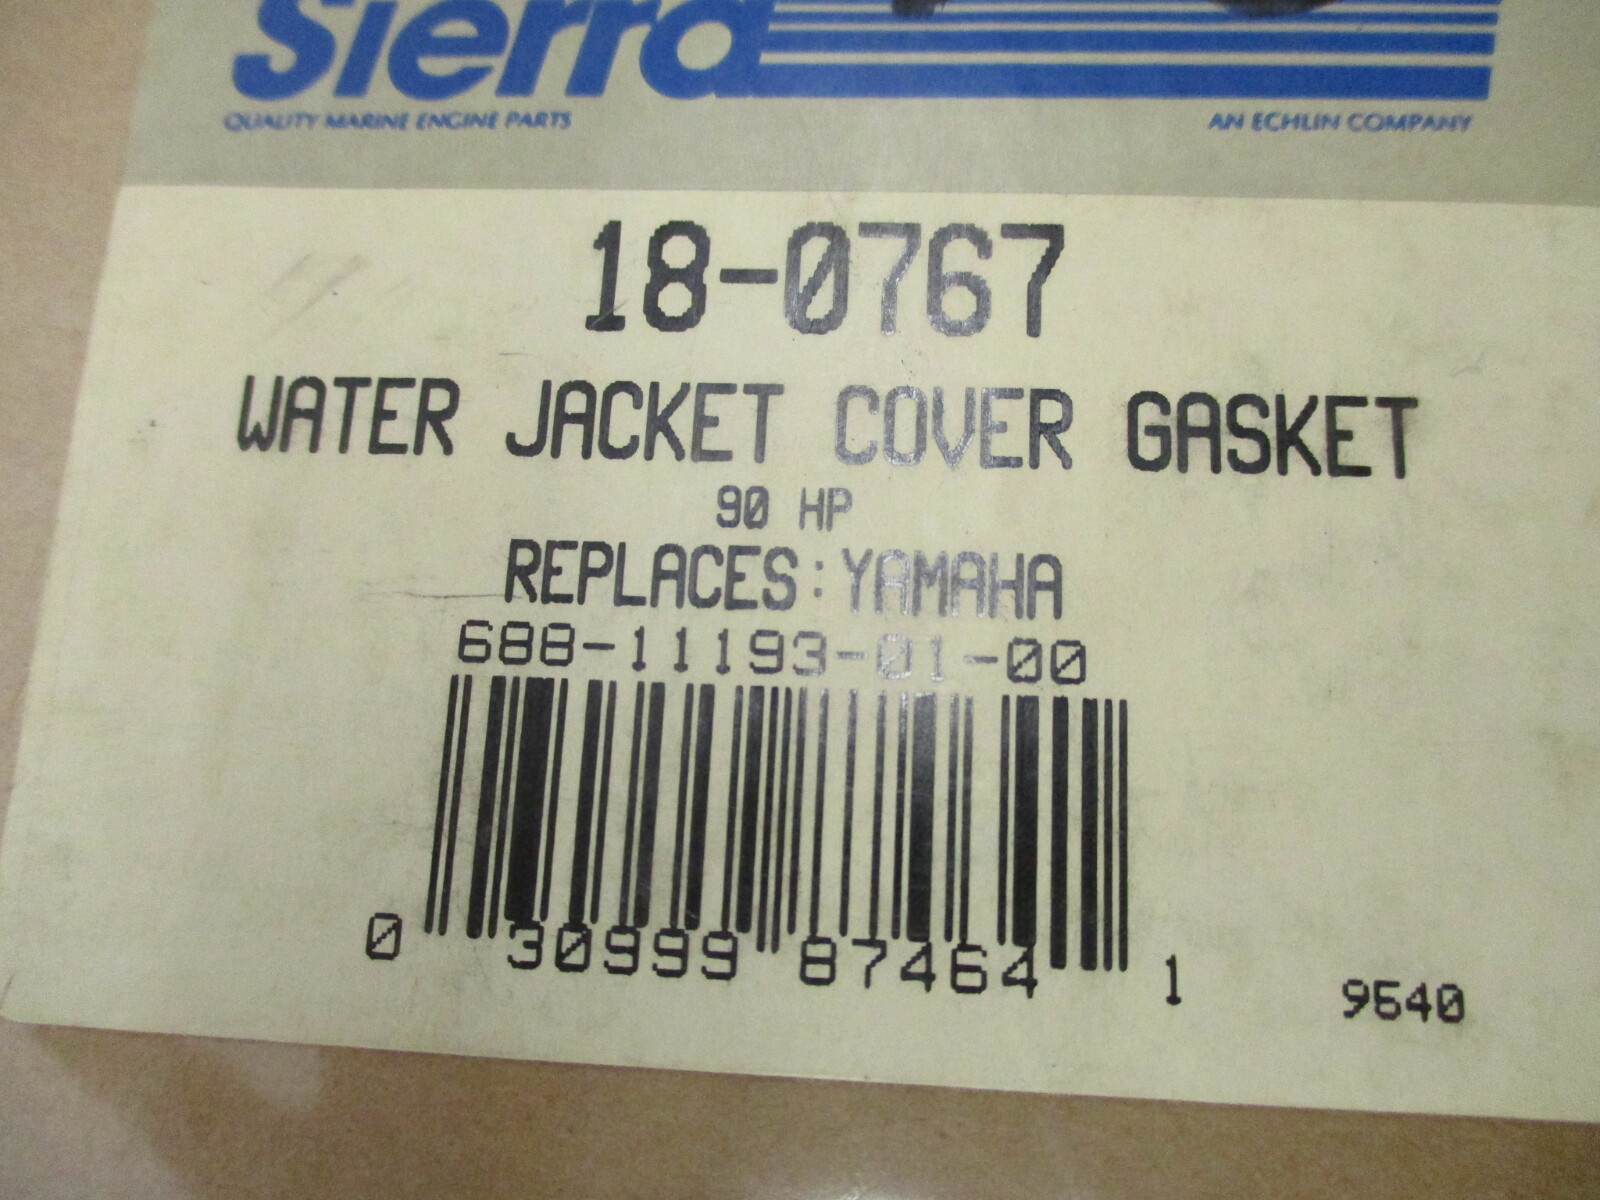 Sierra
QUALITY MARINE ENGINE PARTS
AN ECHLIN COMPANY
18-0767
WATER JACKET COVER GASKET
90 HP
REPLACES:YAMAHA
688-11193-01-00
0 30999 87464 1
9640